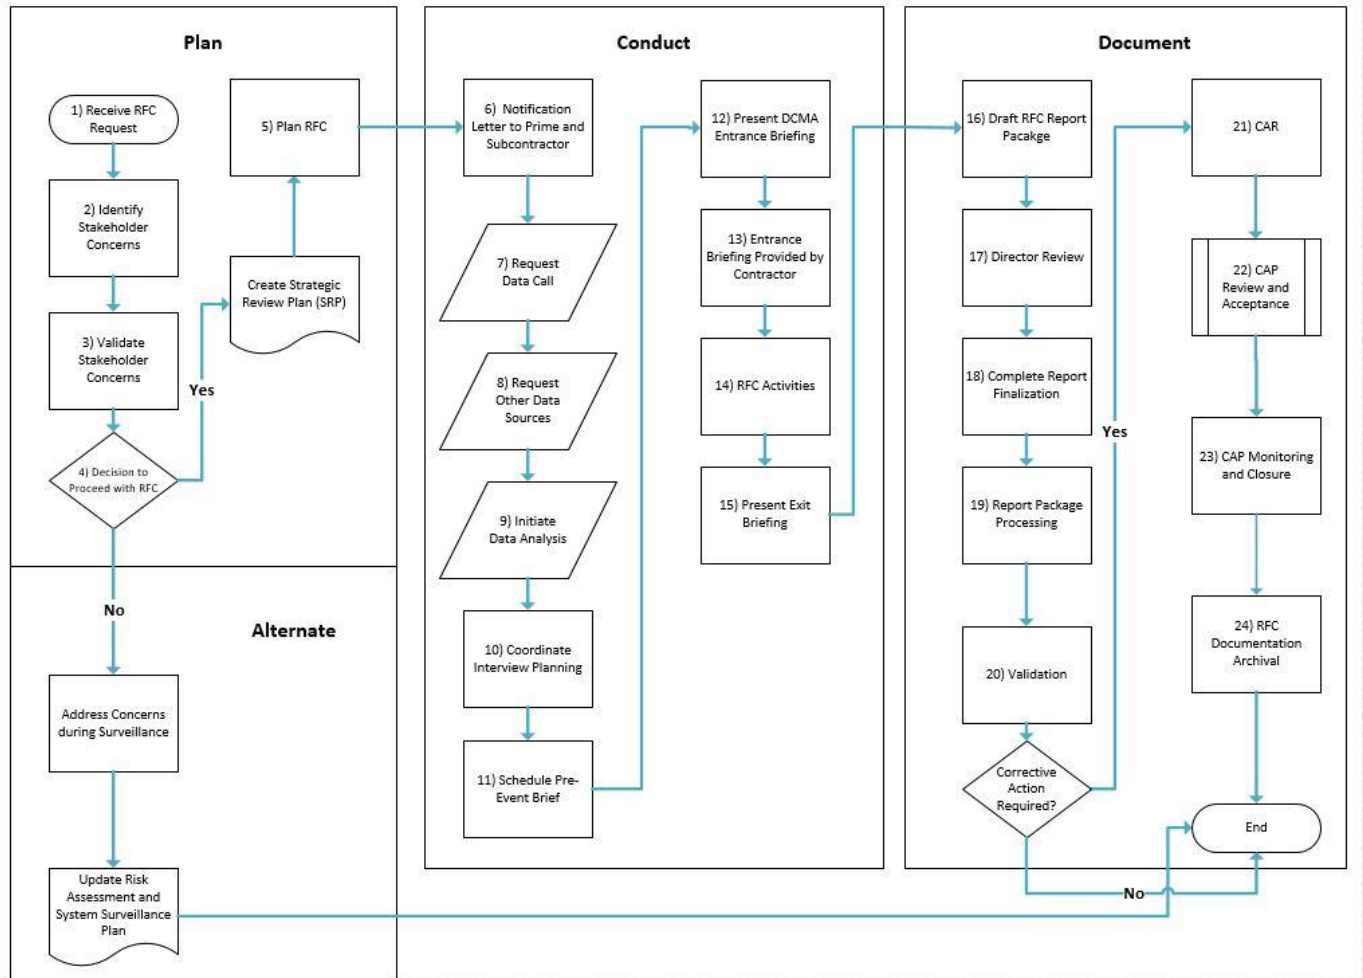 Plan
1) Receive RFC
Request
2) Identify
Stakeholder
Concerns
3) Validate
Stakeholder
Concerns
4) Decision to
Proceed with RFC
Yes
Create Strategic
Review Plan (SRP)
5) Plan RFC
No
Alternate
Address Concerns
during Surveillance
Update Risk
Assessment and
System Surveillance
Plan
Conduct
6) Notification
Letter to Prime and
Subcontractor
7) Request
Data Call
8) Request
Other Data
Sources
9) Initiate
Data Analysis
10) Coordinate
Interview Planning
11) Schedule Pre-
Event Brief
12) Present DCMA
Entrance Briefing
13) Entrance
Briefing Provided by
Contractor
14) RFC Activities
15) Present Exit
Briefing
Document
16) Draft RFC Report
Pacakge
17) Director Review
18) Complete Report
Finalization
19) Report Package
Processing
20) Validation
Corrective
Action
Required?
Yes
No
21) CAR
22) CAP
Review and
Acceptance
23) CAP Monitoring
and Closure
24) RFC
Documentation
Archival
End